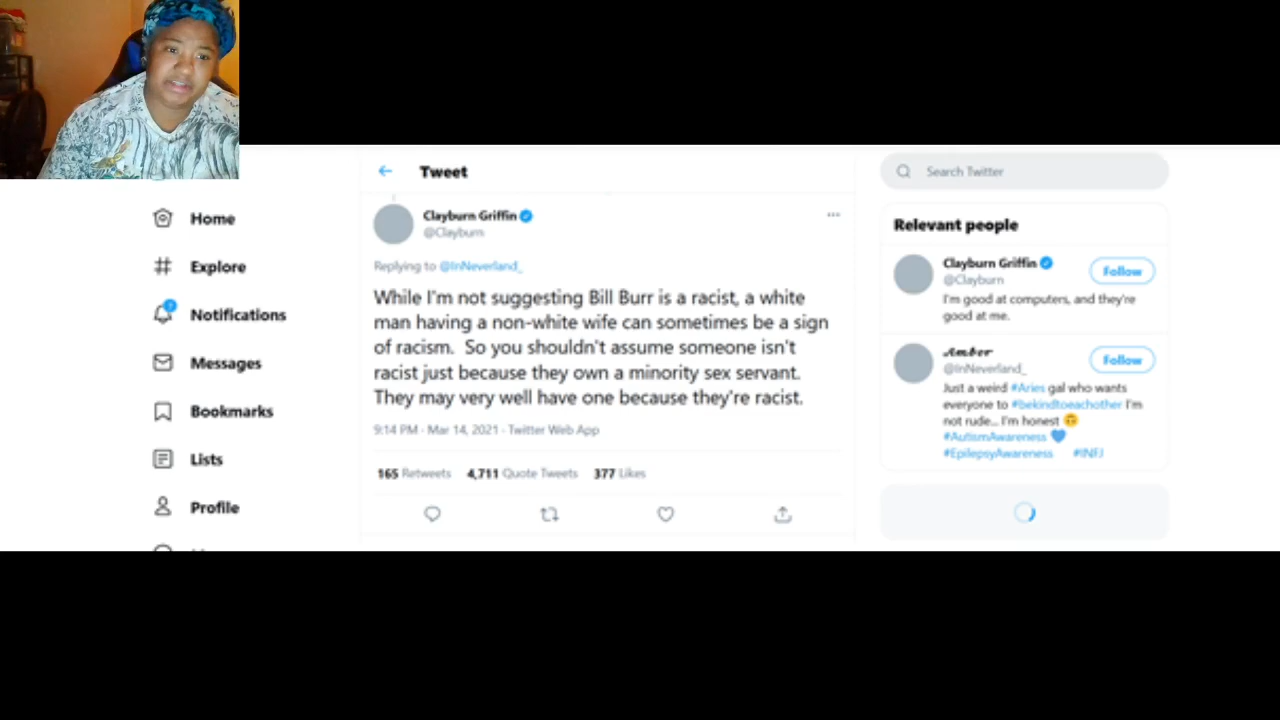 Tweet
Search Twitter
Clayburn Griffin
@Clayburn
Replying to @InNeverland_
While I'm not suggesting Bill Burr is a racist, a white
man having a non-white wife can sometimes be a sign
of racism.  So you shouldn't assume someone isn't
racist just because they own a minority sex servant.
They may very well have one because they're racist.
9:14 PM · Mar 14, 2021 · Twitter Web App
165 Retweets 4,711 Quote Tweets 377 Likes
Home
Explore
Notifications
Messages
Bookmarks
Lists
Profile
Relevant people
Clayburn Griffin
@Clayburn
Follow
I'm good at computers, and they're
good at me.
Amber
@InNeverland_
Follow
Just a weird #Aries gal who wants
everyone to #bekindtoeachother I'm
not rude... I'm honest 🙃
#AutismAwareness 💙
#EpilepsyAwareness #INFJ